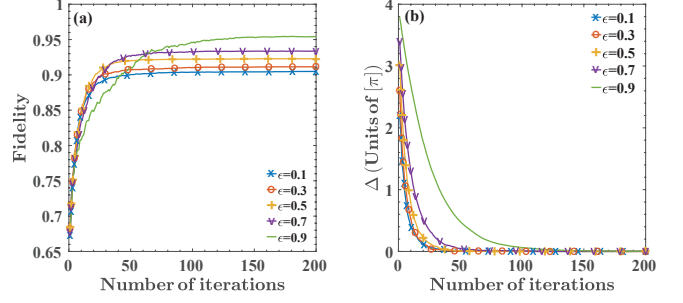 (a)
Fidelity
1
0.95
0.9
0.85
0.8
0.75
0.7
0.65
0
50
100
150
200
Number of iterations
ϵ=0.1
ϵ=0.3
ϵ=0.5
ϵ=0.7
ϵ=0.9
(b)
Δ (Units of [π])
4
3
2
1
0
0
50
100
150
200
Number of iterations
ϵ=0.1
ϵ=0.3
ϵ=0.5
ϵ=0.7
ϵ=0.9